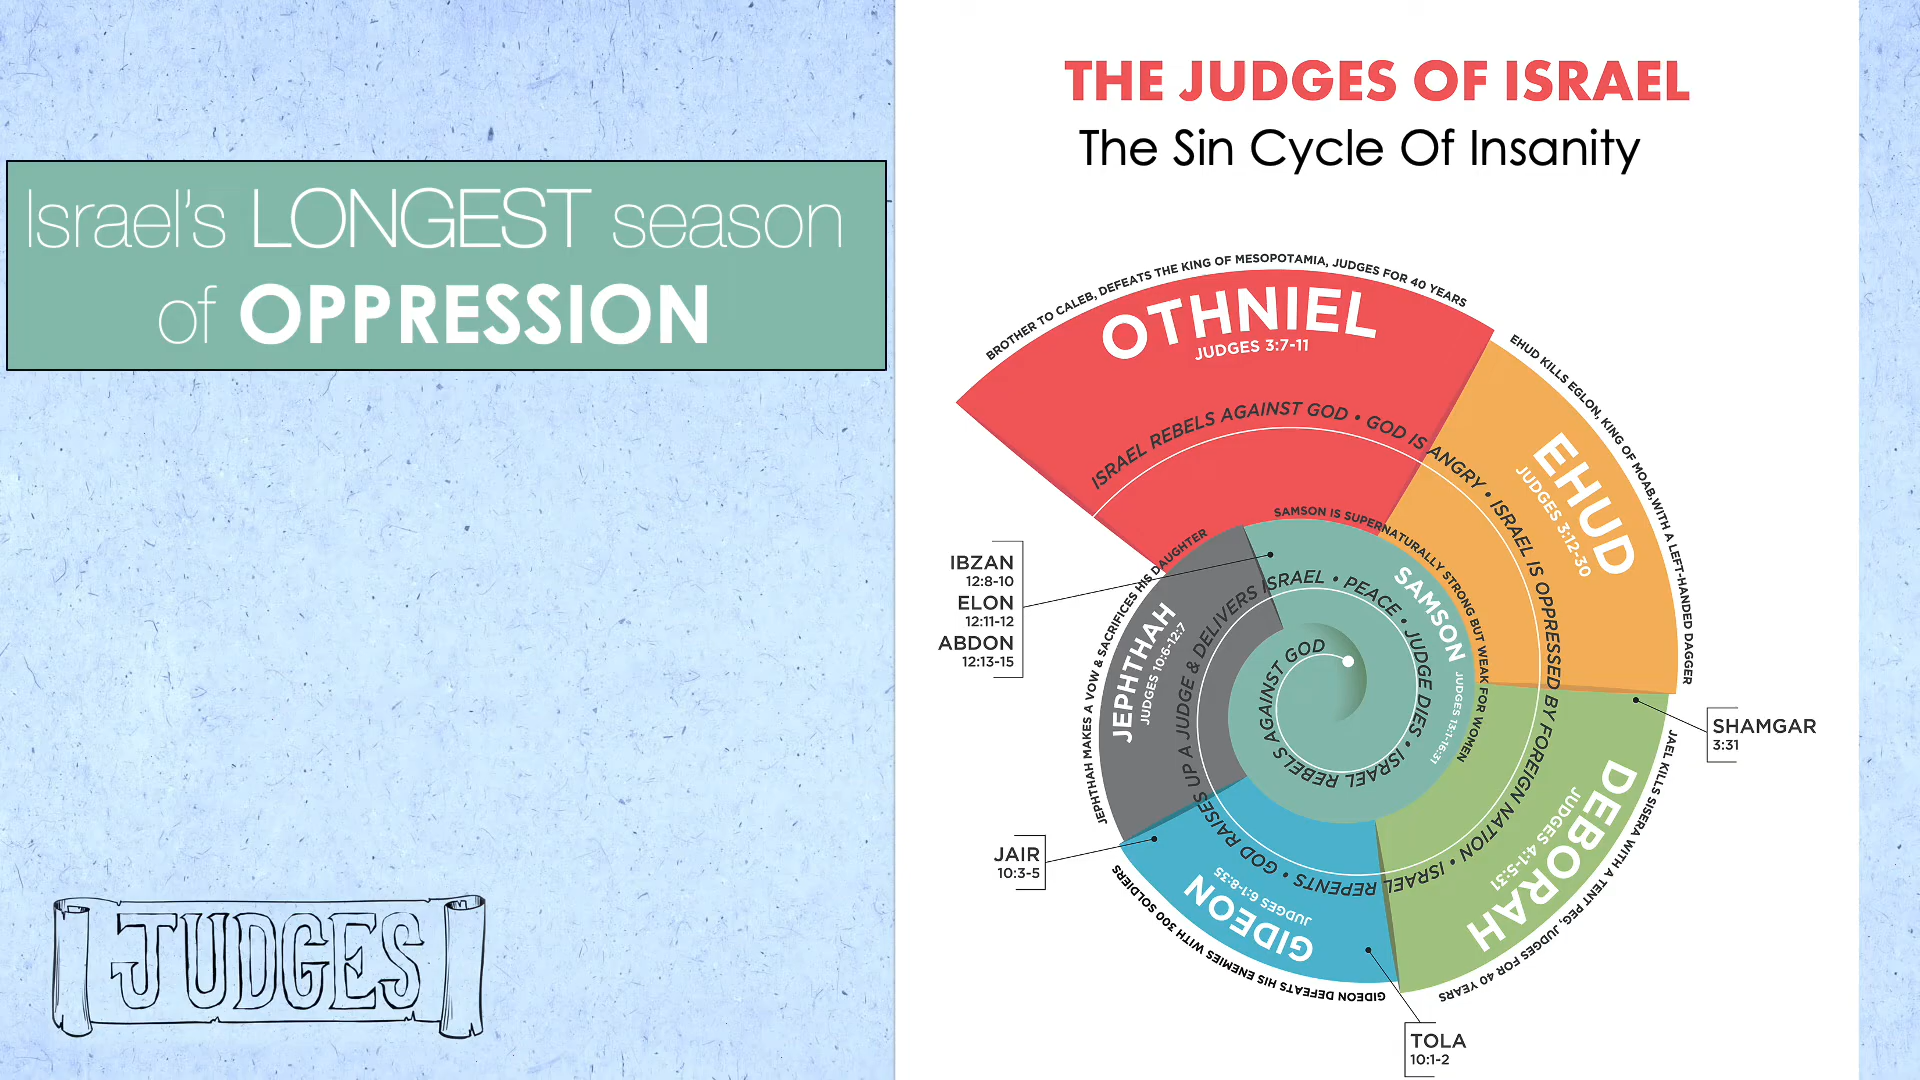 Israel's LONGEST season
of OPPRESSION
JUDGES
THE JUDGES OF ISRAEL
The Sin Cycle Of Insanity
BROTHER TO CALEB, DEFEATS THE KING OF MESOPOTAMIA, JUDGES FOR 40 YEARS
OTHNIEL
JUDGES 3:7-11
EHUD KILLS EGLON, KING OF MOAB, WITH A LEFT-HANDED DAGGER
EHUD
JUDGES 3:12-30
SHAMGAR
3:31
JAEL KILLS SISERA WITH A TENT PEG, JUDGES FOR 40 YEARS
DEBORAH
JUDGES 4:1-5:31
TOLA
10:1-2
GIDEON DEFEATS HIS ENEMIES WITH 300 SOLDIERS
GIDEON
JUDGES 6:1-8:35
JAIR
10:3-5
JEPHTHAH MAKES A VOW & SACRIFICES HIS DAUGHTER
JEPHTHAH
JUDGES 10:6-12:7
IBZAN
12:8-10
ELON
12:11-12
ABDON
12:13-15
SAMSON IS SUPERNATURALLY STRONG BUT WEAK FOR WOMEN
SAMSON
JUDGES 13:1-16:31
ISRAEL REBELS AGAINST GOD • GOD IS ANGRY • ISRAEL IS OPPRESSED BY FOREIGN NATION • ISRAEL REPENTS • GOD RAISES UP A JUDGE & DELIVERS ISRAEL • PEACE • JUDGE DIES • ISRAEL REBELS AGAINST GOD